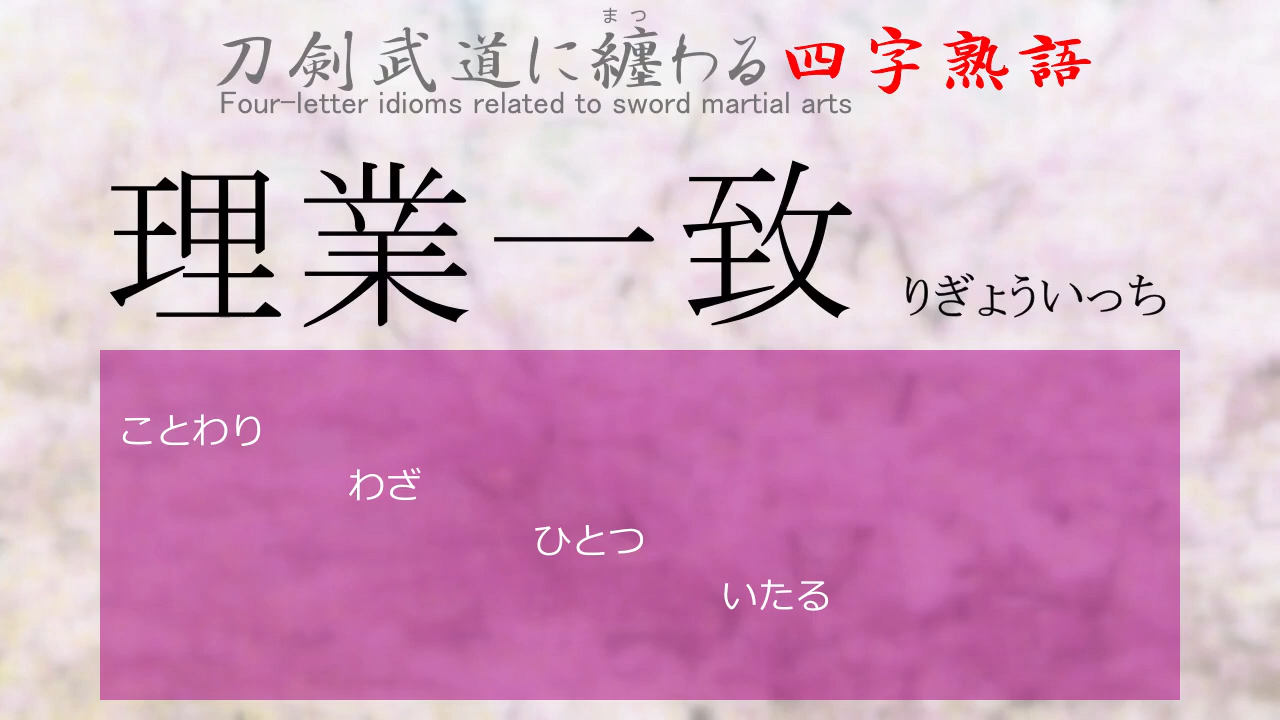 まつ
刀剣武道に纏わる四字熟語
Four-letter idioms related to sword martial arts
理業一致 りぎょういっち
ことわり
わざ
ひとつ
いたる